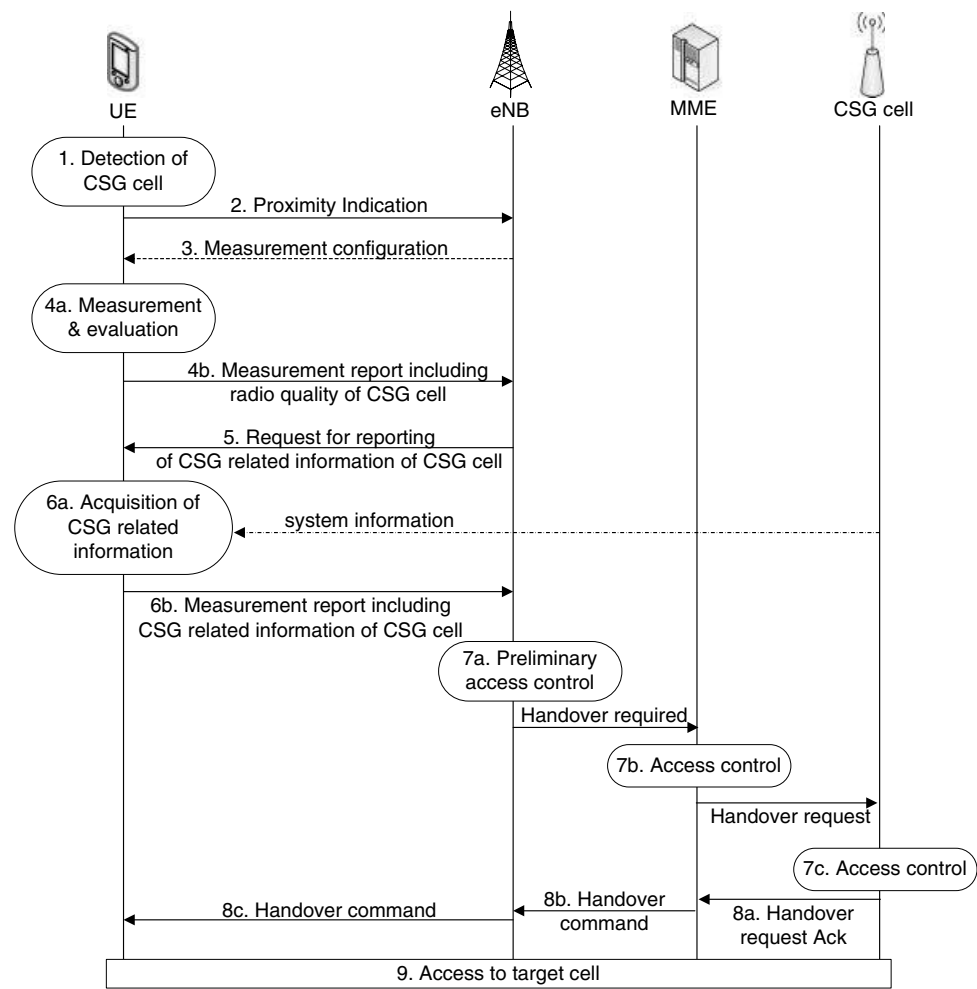 UE
eNB
MME
CSG cell
1. Detection of
CSG cell
2. Proximity Indication
3. Measurement configuration
4a. Measurement
& evaluation
4b. Measurement report including
radio quality of CSG cell
5. Request for reporting
of CSG related information of CSG cell
6a. Acquisition of
CSG related
information
system information
6b. Measurement report including
CSG related information of CSG cell
7a. Preliminary
access control
Handover required
7b. Access control
Handover request
7c. Access control
8a. Handover
request Ack
8b. Handover
command
8c. Handover command
9. Access to target cell